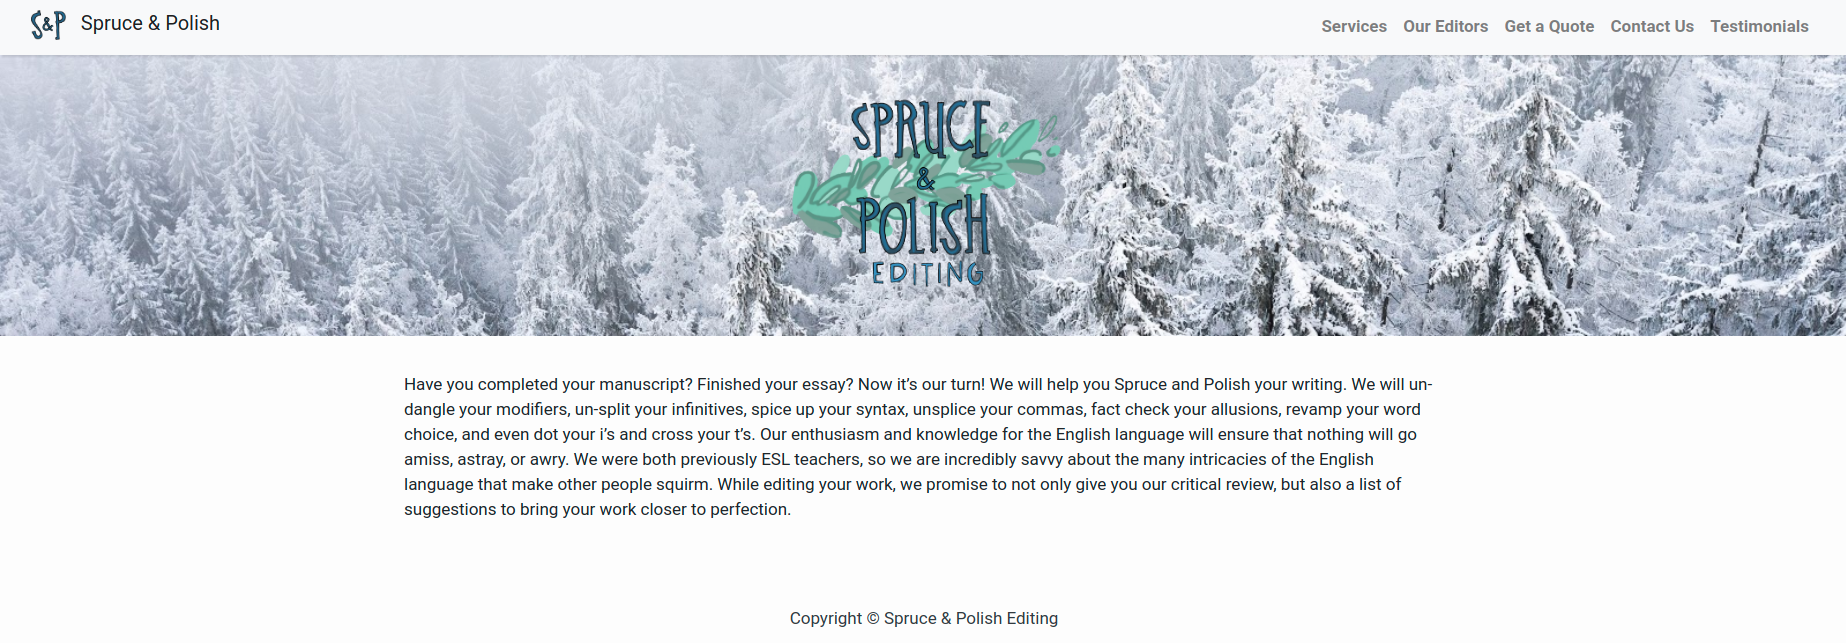 S&P Spruce & Polish
Services Our Editors Get a Quote Contact Us Testimonials
SPRUCE
&
POLISH
EDITING
Have you completed your manuscript? Finished your essay? Now it’s our turn! We will help you Spruce and Polish your writing. We will un-
dangle your modifiers, un-split your infinitives, spice up your syntax, unsplice your commas, fact check your allusions, revamp your word
choice, and even dot your i’s and cross your t’s. Our enthusiasm and knowledge for the English language will ensure that nothing will go
amiss, astray, or awry. We were both previously ESL teachers, so we are incredibly savvy about the many intricacies of the English
language that make other people squirm. While editing your work, we promise to not only give you our critical review, but also a list of
suggestions to bring your work closer to perfection.
Copyright © Spruce & Polish Editing